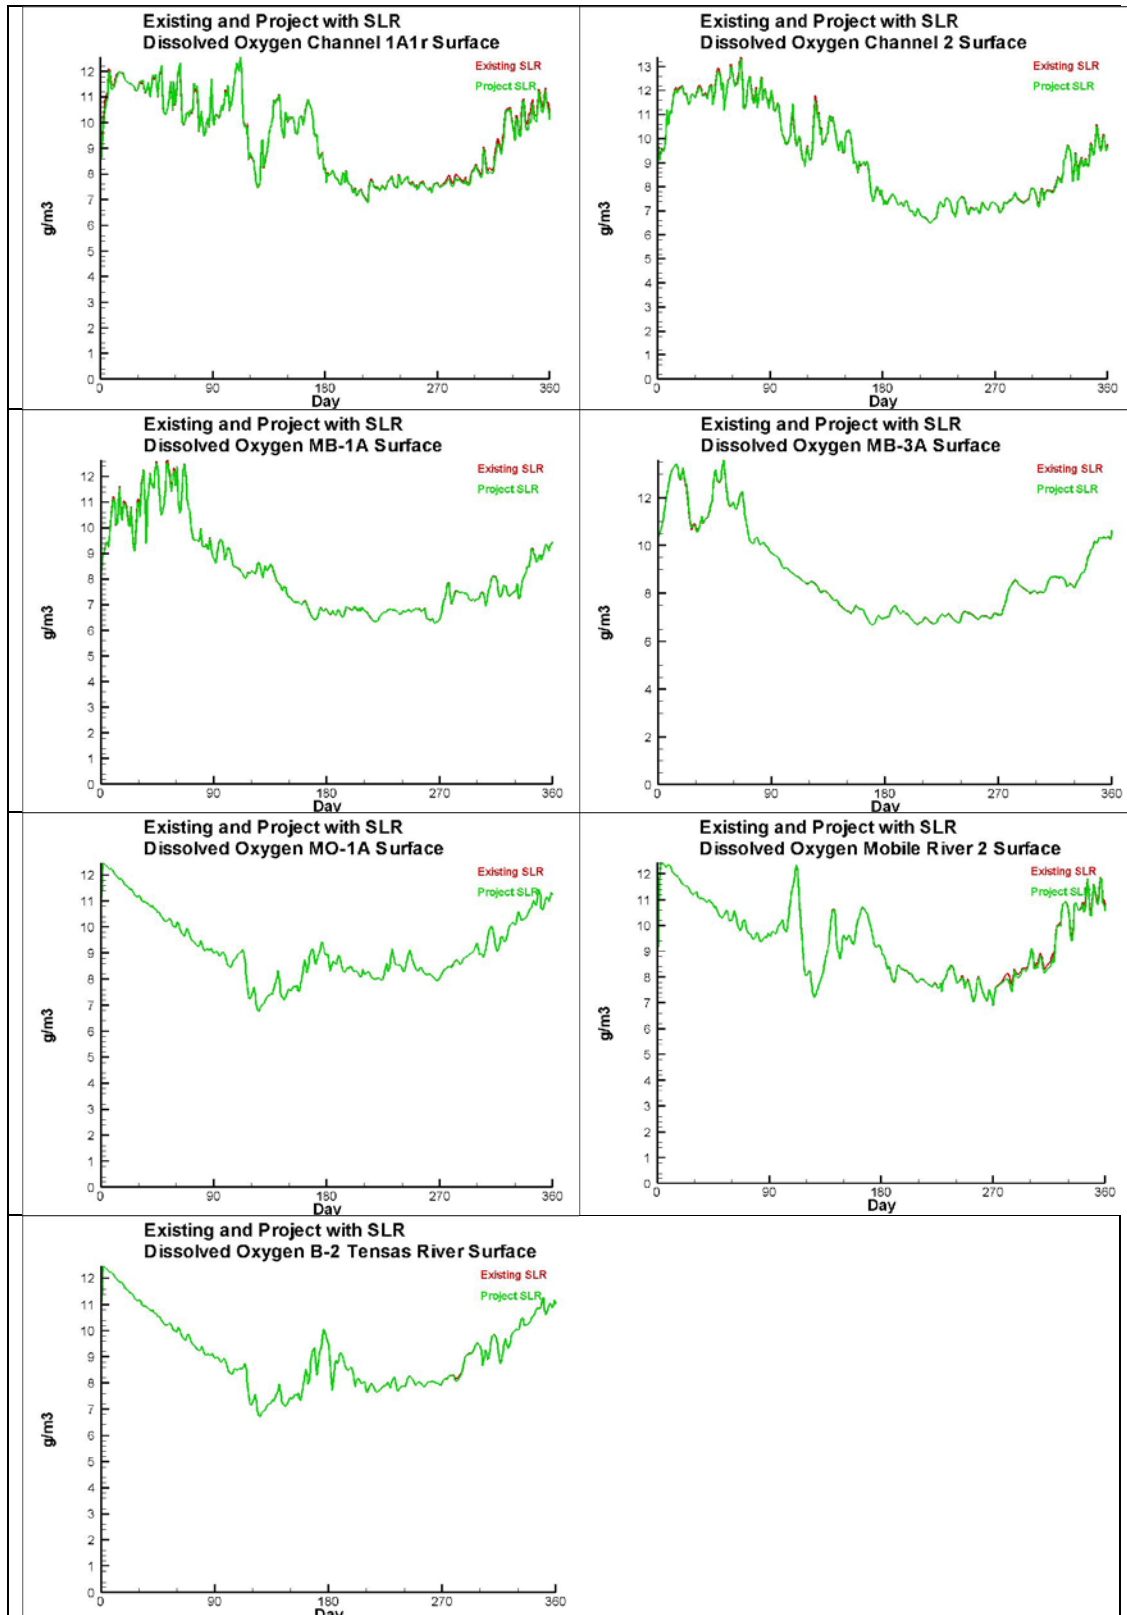 Existing and Project with SLR
Dissolved Oxygen Channel 1A1r Surface
Existing SLR
Project SLR
12
11
10
9
8
7
6
5
4
3
2
1
0
g/m3
0 90 180 270 360
Day
Existing and Project with SLR
Dissolved Oxygen Channel 2 Surface
Existing SLR
Project SLR
13
12
11
10
9
8
7
6
5
4
3
2
1
0
g/m3
0 90 180 270 360
Day
Existing and Project with SLR
Dissolved Oxygen MB-1A Surface
Existing SLR
Project SLR
12
11
10
9
8
7
6
5
4
3
2
1
0
g/m3
0 90 180 270 360
Day
Existing and Project with SLR
Dissolved Oxygen MB-3A Surface
Existing SLR
Project SLR
12
10
8
6
4
2
0
g/m3
0 90 180 270 360
Day
Existing and Project with SLR
Dissolved Oxygen MO-1A Surface
Existing SLR
Project SLR
12
11
10
9
8
7
6
5
4
3
2
1
0
g/m3
0 90 180 270 360
Day
Existing and Project with SLR
Dissolved Oxygen Mobile River 2 Surface
Existing SLR
Project SLR
12
11
10
9
8
7
6
5
4
3
2
1
0
g/m3
0 90 180 270 360
Day
Existing and Project with SLR
Dissolved Oxygen B-2 Tensas River Surface
Existing SLR
Project SLR
12
11
10
9
8
7
6
5
4
3
2
1
0
g/m3
0 90 180 270 360
Day